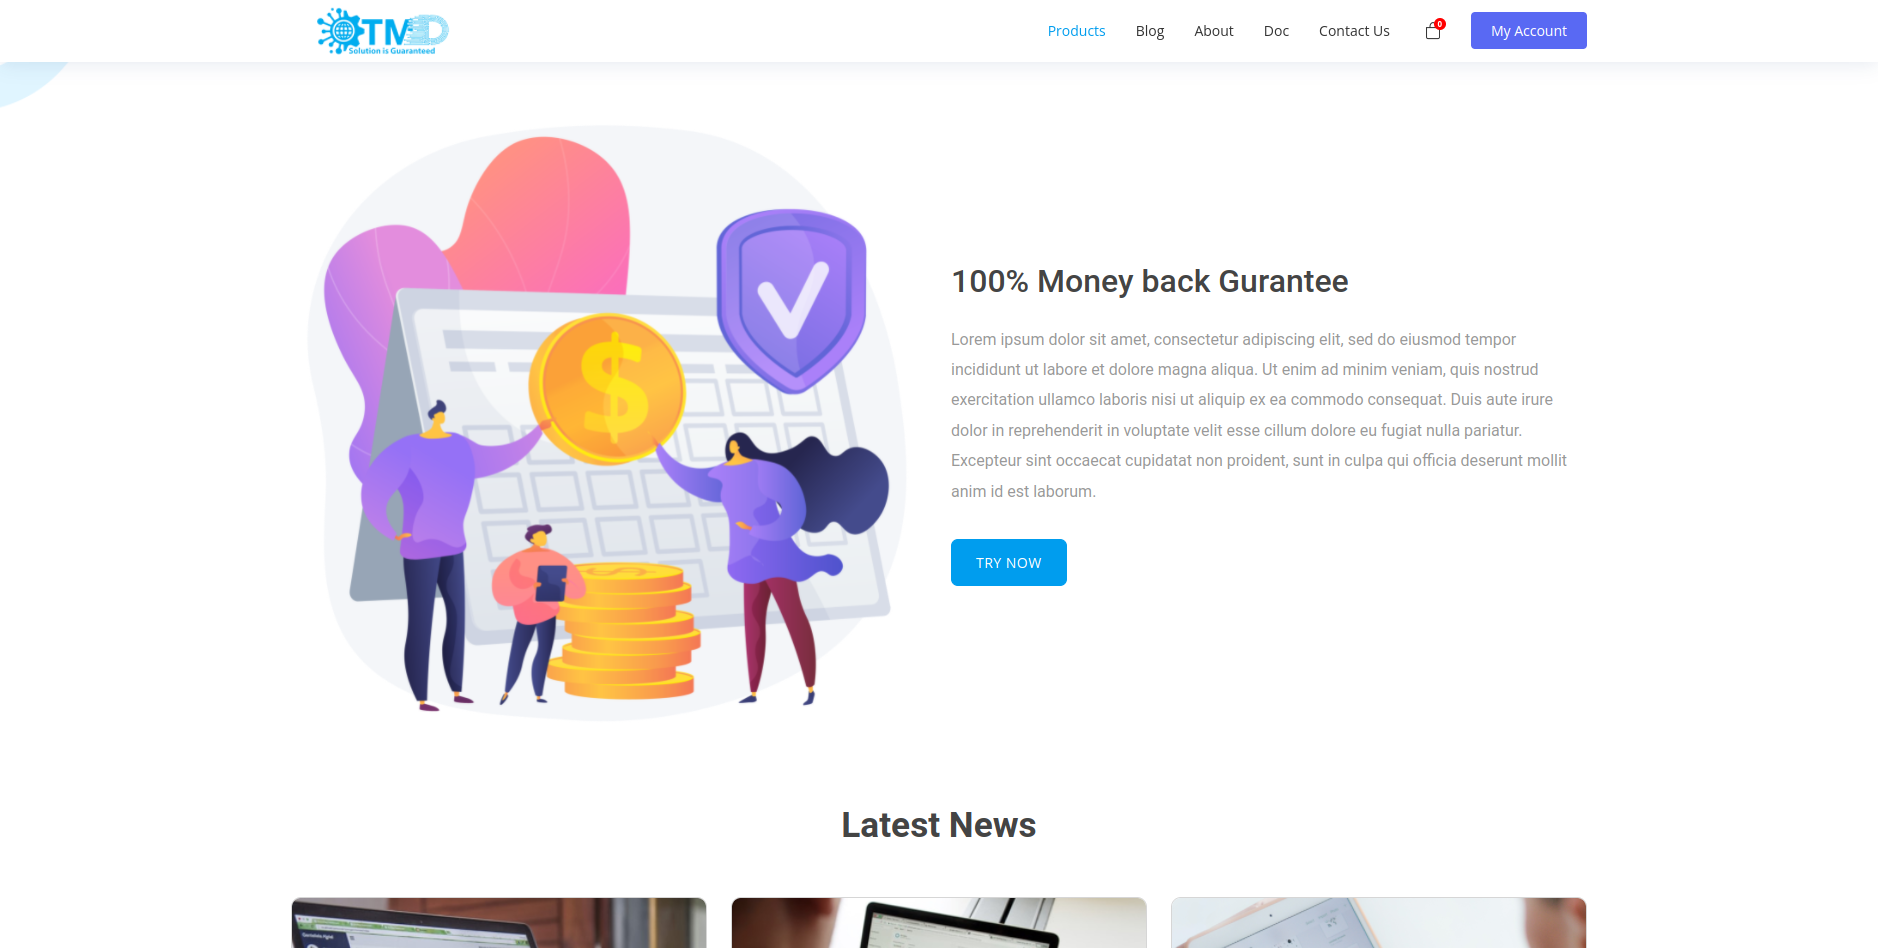 TMD
Solution is Guaranteed
Products
Blog
About
Doc
Contact Us
0
My Account
$
100% Money back Gurantee
Lorem ipsum dolor sit amet, consectetur adipiscing elit, sed do eiusmod tempor
incididunt ut labore et dolore magna aliqua. Ut enim ad minim veniam, quis nostrud
exercitation ullamco laboris nisi ut aliquip ex ea commodo consequat. Duis aute irure
dolor in reprehenderit in voluptate velit esse cillum dolore eu fugiat nulla pariatur.
Excepteur sint occaecat cupidatat non proident, sunt in culpa qui officia deserunt mollit
anim id est laborum.
TRY NOW
Latest News